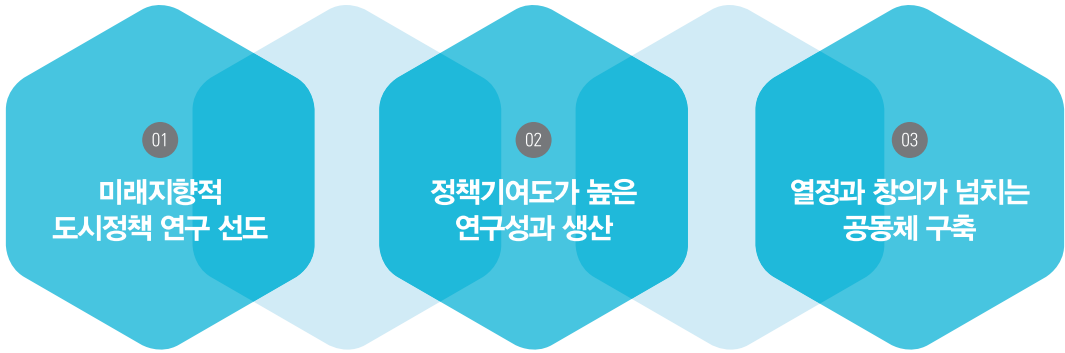 01
미래지향적
도시정책 연구 선도
02
정책기여도가 높은
연구성과 생산
03
열정과 창의가 넘치는
공동체 구축